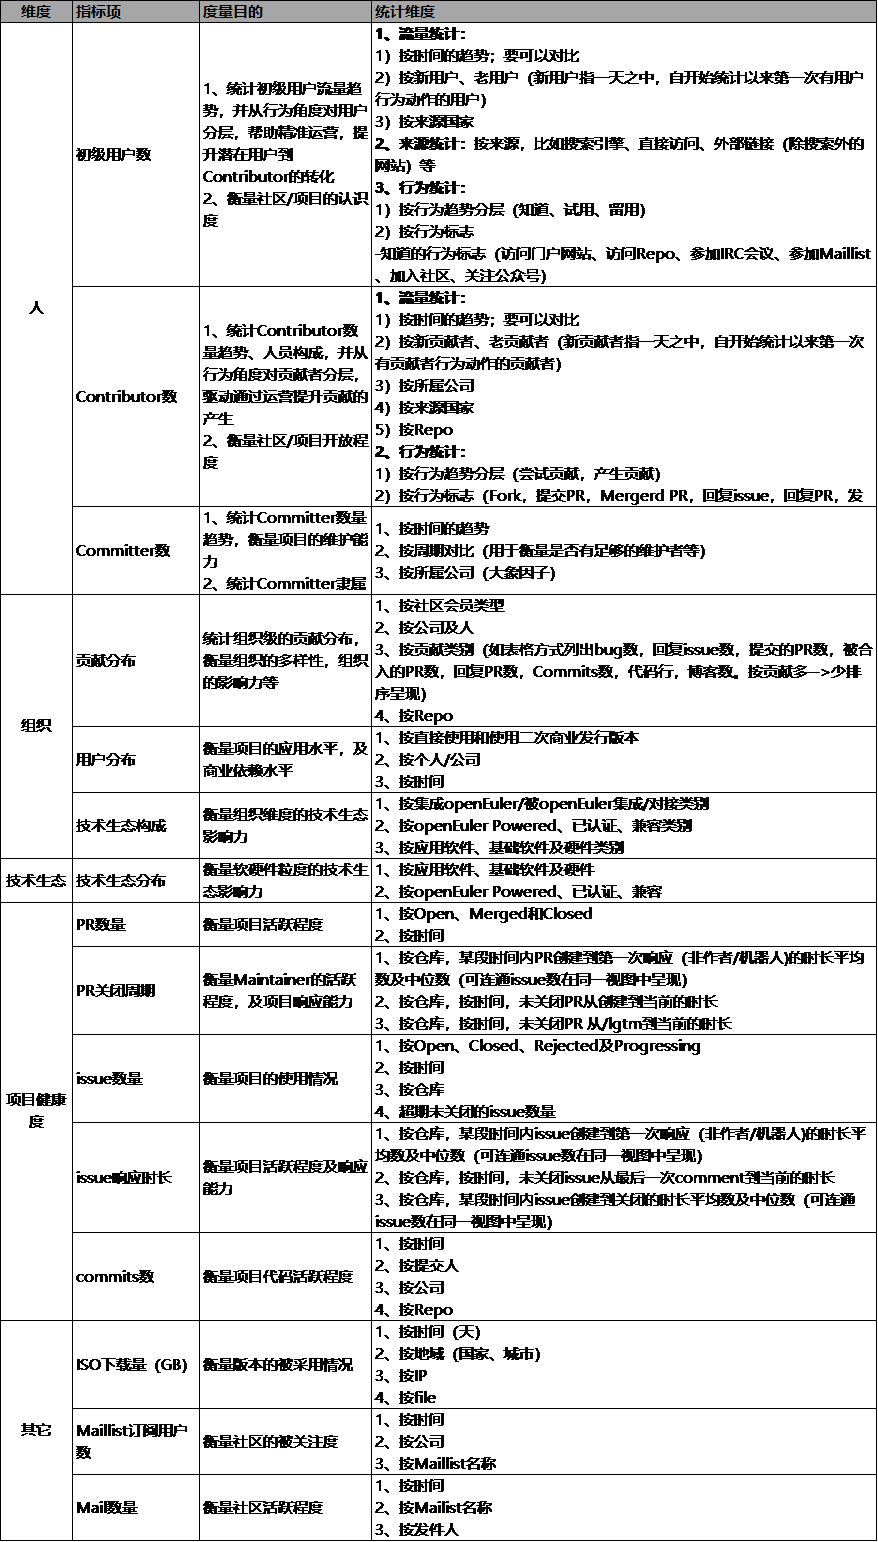 维度 指标项 度量目的 统计维度
人
初级用户数
1、统计初级用户流量趋
势，并从行为角度对用户
分层，帮助精准运营，提
升潜在用户到
Contributor的转化
2、衡量社区/项目的认识
度
1、流量统计：
1）按时间的趋势；要可以对比
2）按新用户、老用户（新用户指一天之中，自开始统计以来第一次有用户
行为动作的用户）
3）按来源国家
2、来源统计：按来源，比如搜索引擎、直接访问、外部链接（除搜索外的
网站）等
3、行为统计：
1）按行为趋势分层（知道、试用、留用）
2）按行为标志
-知道的行为标志（访问门户网站、访问Repo、参加IRC会议、参加Maillist
、加入社区、关注公众号）
Contributor数
1、统计Contributor数
量趋势、人员构成，并从
行为角度对贡献者分层，
驱动通过运营提升贡献的
产生
2、衡量社区/项目开放程
度
1、流量统计：
1）按时间的趋势；要可以对比
2）按新贡献者、老贡献者（新贡献者指一天之中，自开始统计以来第一次
有贡献者行为动作的贡献者）
3）按所属公司
4）按来源国家
5）按Repo
2、行为统计：
1）按行为趋势分层（尝试贡献，产生贡献）
2）按行为标志（Fork，提交PR，Mergerd PR，回复issue，回复PR，发
Committer数
1、统计Committer数量
趋势，衡量项目的维护能
力
2、统计Committer隶属
1、按时间的趋势
2、按周期对比（用于衡量是否有足够的维护者等）
3、按所属公司（大象因子）
组织
贡献分布
统计组织级的贡献分布，
衡量组织的多样性，组织
的影响力等
1、按社区会员类型
2、按公司及人
3、按贡献类别（如表格方式列出bug数，回复issue数，提交的PR数，被合
入的PR数，回复PR数，Commits数，代码行，博客数。按贡献多—>少排
序呈现）
4、按Repo
用户分布
衡量项目的应用水平，及
商业依赖水平
1、按直接使用和使用二次商业发行版本
2、按个人/公司
3、按时间
技术生态构成
衡量组织维度的技术生态
影响力
1、按集成openEuler/被openEuler集成/对接类别
2、按openEuler Powered、已认证、兼容类别
3、按应用软件、基础软件及硬件类别
技术生态 技术生态分布
衡量软硬件粒度的技术生
态影响力
1、按应用软件、基础软件及硬件
2、按openEuler Powered、已认证、兼容
项目健康
度
PR数量
衡量项目活跃程度
1、按Open、Merged和Closed
2、按时间
PR关闭周期
衡量Maintainer的活跃
程度，及项目响应能力
1、按仓库，某段时间内PR创建到第一次响应（非作者/机器人)的时长平均
数及中位数（可连通issue数在同一视图中呈现）
2、按仓库，按时间，未关闭PR从创建到当前的时长
3、按仓库，按时间，未关闭PR 从/lgtm到当前的时长
issue数量
衡量项目的使用情况
1、按Open、Closed、Rejected及Progressing
2、按时间
3、按仓库
4、超期未关闭的issue数量
issue响应时长
衡量项目活跃程度及响应
能力
1、按仓库，某段时间内issue创建到第一次响应（非作者/机器人)的时长平
均数及中位数（可连通issue数在同一视图中呈现）
2、按仓库，按时间，未关闭issue从最后一次comment到当前的时长
3、按仓库，某段时间内issue创建到关闭的时长平均数及中位数（可连通
issue数在同一视图中呈现）
commits数
衡量项目代码活跃程度
1、按时间
2、按提交人
3、按公司
4、按Repo
其它
ISO下载量（GB）
衡量版本的被采用情况
1、按时间（天）
2、按地域（国家、城市）
3、按IP
4、按file
Maillist订阅用户
数
衡量社区的被关注度
1、按时间
2、按公司
3、按Maillist名称
Mail数量
衡量社区活跃程度
1、按时间
2、按Mailist名称
3、按发件人